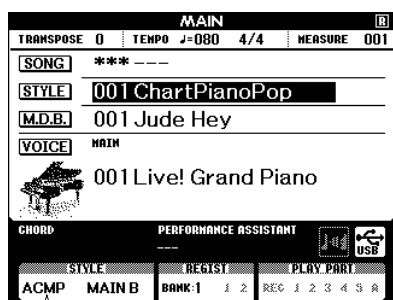 MAIN R
TRANSPOSE 0 TEMPO ♩=080 4/4 MEASURE 001
SONG *** ---
STYLE 001 ChartPianoPop
M.D.B. 001 Jude Hey
VOICE MAIN
001 Live! Grand Piano
CHORD PERFORMANCE ASSISTANT
---
USB
STYLE REGIST PLAY PART
ACMP MAIN B BANK:1 1 2 REC 1 2 3 4 5 A